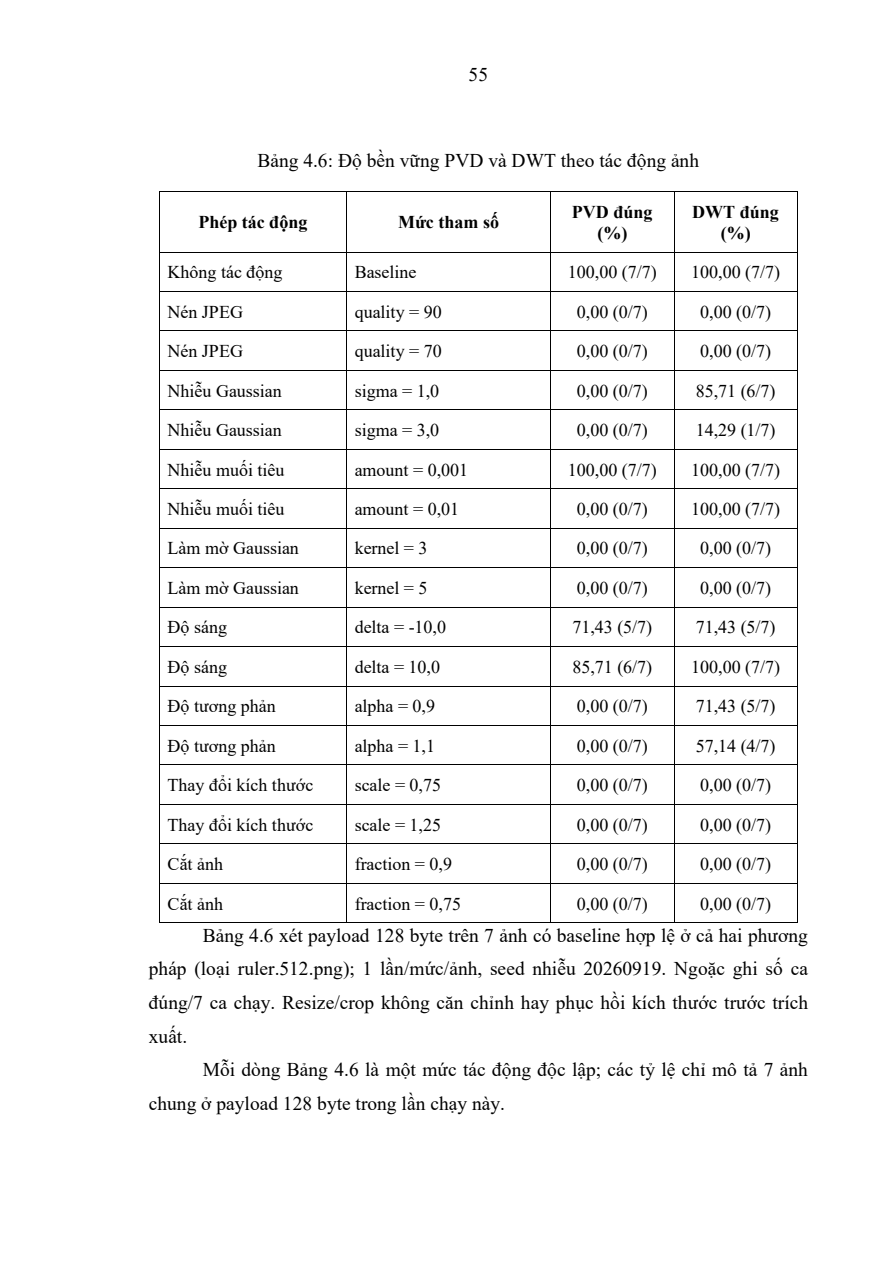 55
Bảng 4.6: Độ bền vững PVD và DWT theo tác động ảnh
Phép tác động Mức tham số PVD đúng (%) DWT đúng (%)
Không tác động Baseline 100,00 (7/7) 100,00 (7/7)
Nén JPEG quality = 90 0,00 (0/7) 0,00 (0/7)
Nén JPEG quality = 70 0,00 (0/7) 0,00 (0/7)
Nhiễu Gaussian sigma = 1,0 0,00 (0/7) 85,71 (6/7)
Nhiễu Gaussian sigma = 3,0 0,00 (0/7) 14,29 (1/7)
Nhiễu muối tiêu amount = 0,001 100,00 (7/7) 100,00 (7/7)
Nhiễu muối tiêu amount = 0,01 0,00 (0/7) 100,00 (7/7)
Làm mờ Gaussian kernel = 3 0,00 (0/7) 0,00 (0/7)
Làm mờ Gaussian kernel = 5 0,00 (0/7) 0,00 (0/7)
Độ sáng delta = -10,0 71,43 (5/7) 71,43 (5/7)
Độ sáng delta = 10,0 85,71 (6/7) 100,00 (7/7)
Độ tương phản alpha = 0,9 0,00 (0/7) 71,43 (5/7)
Độ tương phản alpha = 1,1 0,00 (0/7) 57,14 (4/7)
Thay đổi kích thước scale = 0,75 0,00 (0/7) 0,00 (0/7)
Thay đổi kích thước scale = 1,25 0,00 (0/7) 0,00 (0/7)
Cắt ảnh fraction = 0,9 0,00 (0/7) 0,00 (0/7)
Cắt ảnh fraction = 0,75 0,00 (0/7) 0,00 (0/7)
Bảng 4.6 xét payload 128 byte trên 7 ảnh có baseline hợp lệ ở cả hai phương
pháp (loại ruler.512.png); 1 lần/mức/ảnh, seed nhiễu 20260919. Ngoặc ghi số ca
đúng/7 ca chạy. Resize/crop không căn chỉnh hay phục hồi kích thước trước trích
xuất.
Mỗi dòng Bảng 4.6 là một mức tác động độc lập; các tỷ lệ chỉ mô tả 7 ảnh
chung ở payload 128 byte trong lần chạy này.